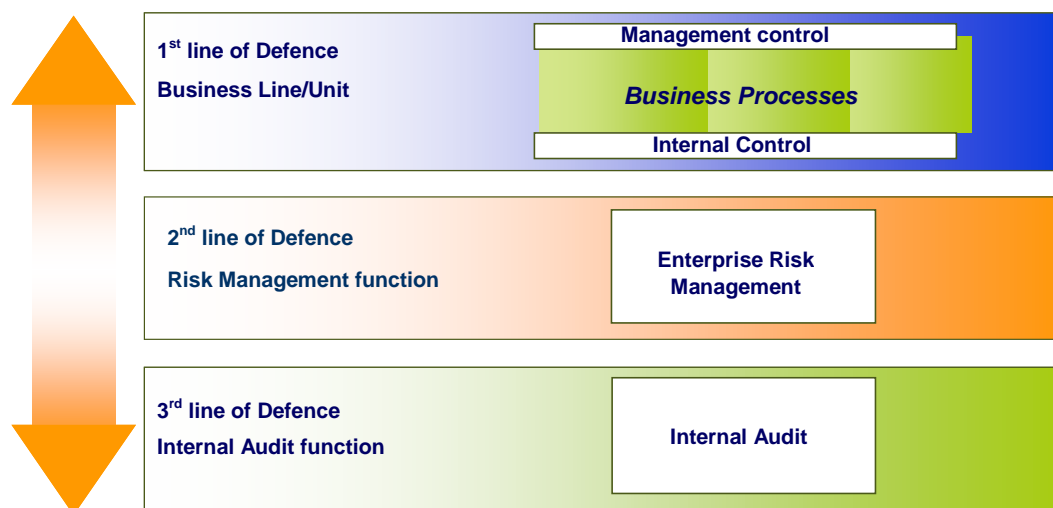 1st line of Defence
Business Line/Unit
Management control
Business Processes
Internal Control
2nd line of Defence
Risk Management function
Enterprise Risk
Management
3rd line of Defence
Internal Audit function
Internal Audit